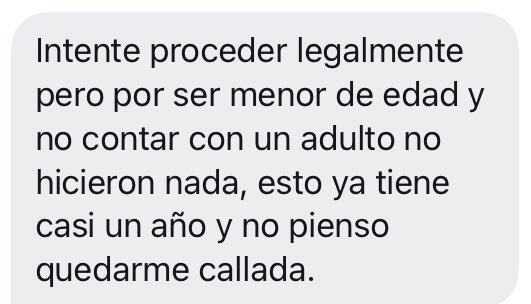 Intente proceder legalmente
pero por ser menor de edad y
no contar con un adulto no
hicieron nada, esto ya tiene
casi un año y no pienso
quedarme callada.